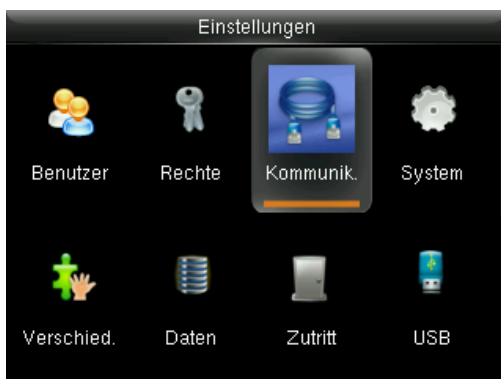 Einstellungen
Benutzer Rechte Kommunik. System
Verschied. Daten Zutritt USB